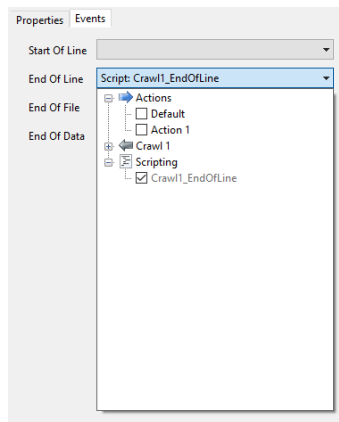 Properties Events
Start Of Line
End Of Line Script: Crawl1_EndOfLine
Actions
End Of File Default
Action 1
End Of Data
Crawl 1
Scripting
Crawl1_EndOfLine